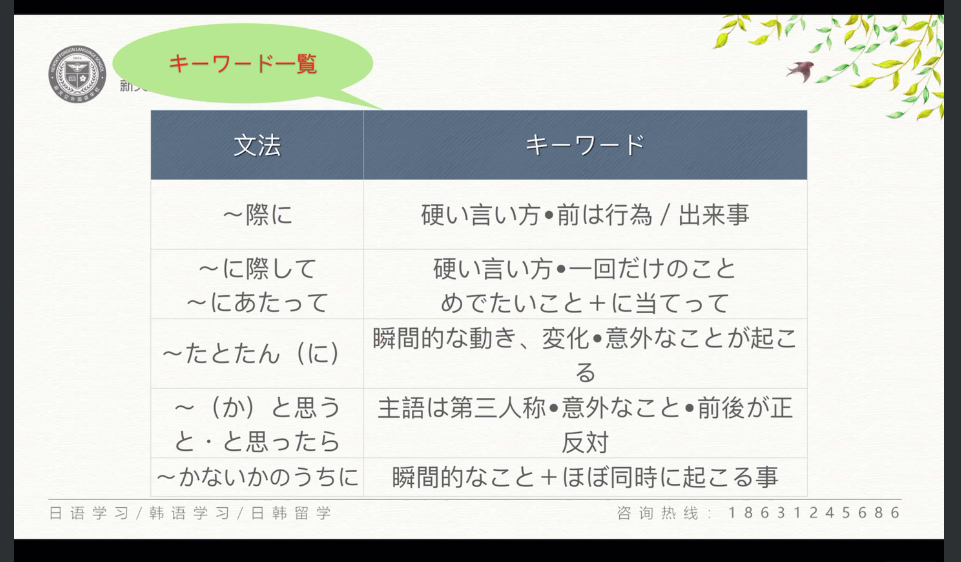 キーワード一覧
文法
キーワード
～際に
硬い言い方•前は行為 / 出来事
～に際して
～にあたって
硬い言い方•一回だけのこと
めでたいこと＋に当てって
～たとたん（に）
瞬間的な動き、変化•意外なことが起こ
る
～（か）と思う
と・と思ったら
主語は第三人称•意外なこと•前後が正
反対
～かないかのうちに
瞬間的なこと＋ほぼ同時に起こる事
日语学习/韩语学习/日韩留学
咨询热线: 18631245686